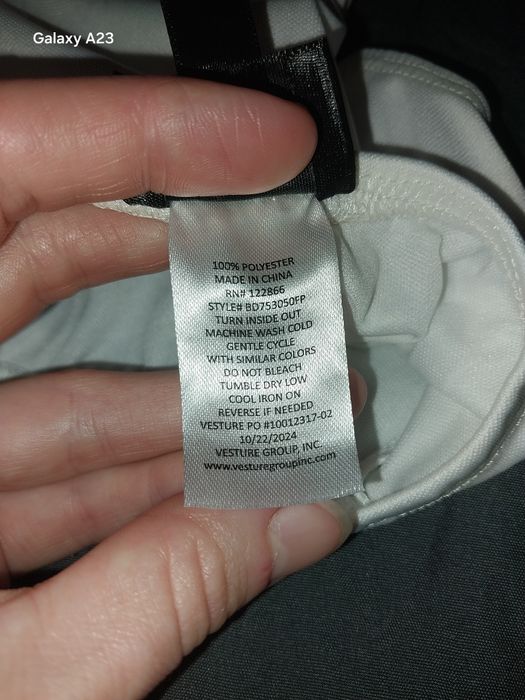 Galaxy A23
100% POLYESTER
MADE IN CHINA
RN# 122866
STYLE# BD753050FP
TURN INSIDE OUT
MACHINE WASH COLD
GENTLE CYCLE
WITH SIMILAR COLORS
DO NOT BLEACH
TUMBLE DRY LOW
COOL IRON ON
REVERSE IF NEEDED
VESTURE PO #10012317-02
10/22/2024
VESTURE GROUP, INC.
www.vesturegroupinc.com